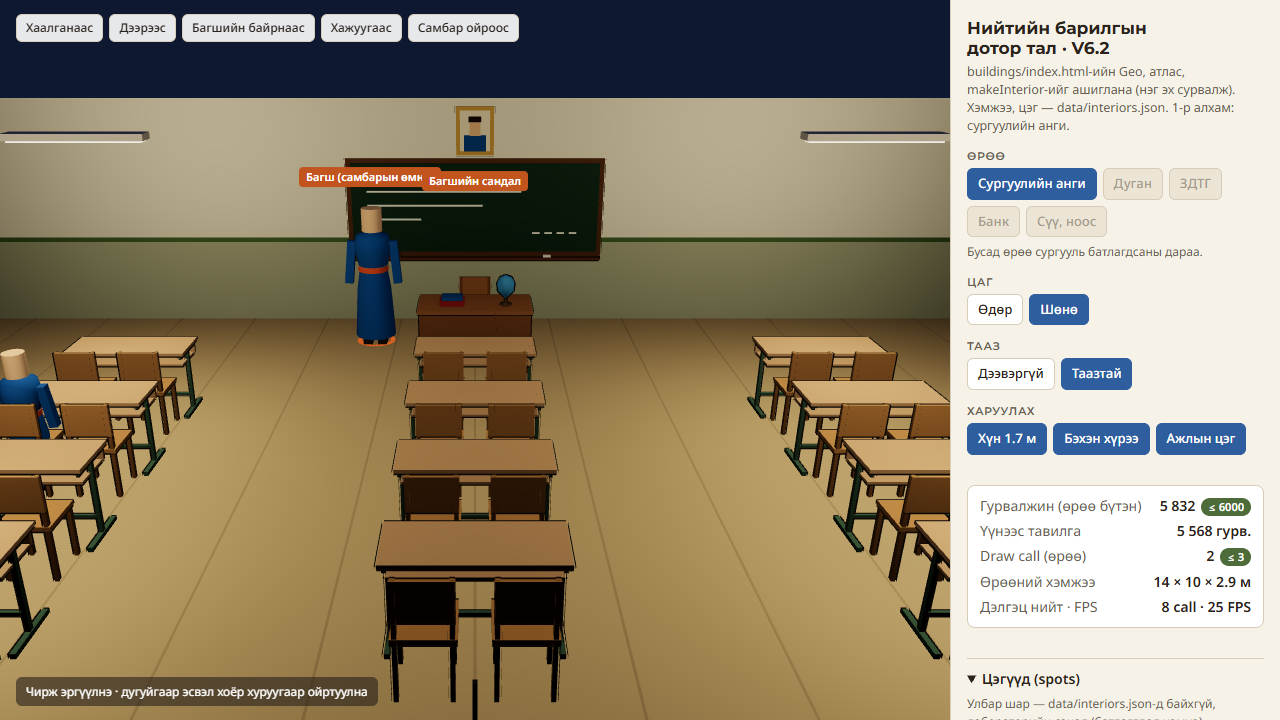 Хаалганаас
Дээрээс
Багшийн байрнаас
Хажуугаас
Самбар ойроос
Багш (самбарын өмн
Багшийн сандал
Чирж эргүүлнэ · дугуйгаар эсвэл хоёр хуруугаар ойртуулна
Нийтийн барилгын
дотор тал · V6.2
buildings/index.html-ийн Geo, атлас,
makeInterior-ийг ашиглана (нэг эх сурвалж).
Хэмжээ, цэг — data/interiors.json. 1-р алхам:
сургуулийн анги.
ӨРӨӨ
Сургуулийн анги
Дуган
ЗДТГ
Банк
Сүү, ноос
Бусад өрөө сургууль батлагдсаны дараа.
ЦАГ
Өдөр
Шөнө
ТААЗ
Дээвэргүй
Таазтай
ХАРУУЛАХ
Хүн 1.7 м
Бэхэн хүрээ
Ажлын цэг
Гурвалжин (өрөө бүтэн) 5 832 ≤ 6000
Үүнээс тавилга 5 568 гурв.
Draw call (өрөө) 2 ≤ 3
Өрөөний хэмжээ 14 × 10 × 2.9 м
Дэлгэц нийт · FPS 8 call · 25 FPS
▼ Цэгүүд (spots)
Улбар шар — data/interiors.json-д байхгүй,